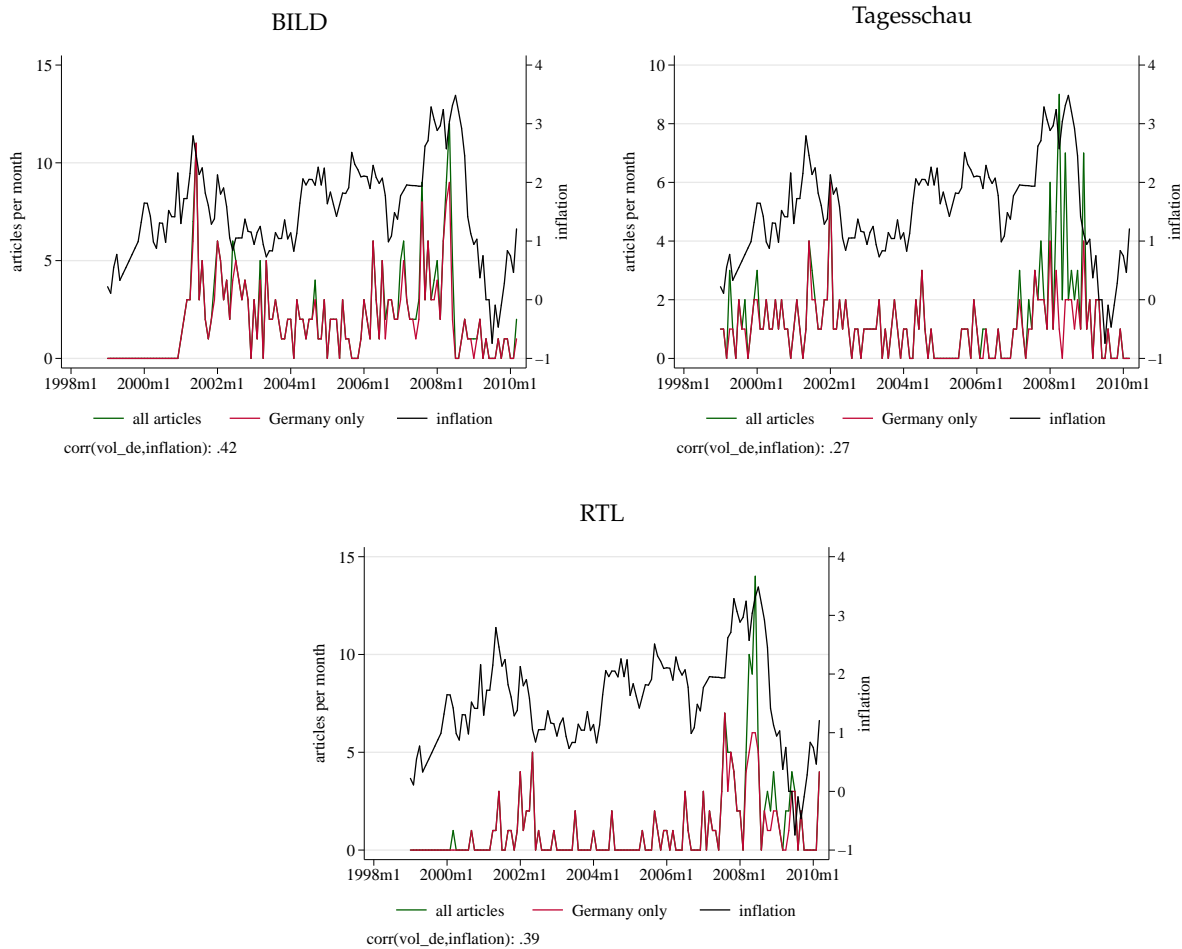 BILD
15
10
5
0
articles per month
4
3
2
1
0
−1
inflation
1998m1 2000m1 2002m1 2004m1 2006m1 2008m1 2010m1
all articles Germany only inflation
corr(vol_de,inflation): .42
Tagesschau
10
8
6
4
2
0
articles per month
4
3
2
1
0
−1
inflation
1998m1 2000m1 2002m1 2004m1 2006m1 2008m1 2010m1
all articles Germany only inflation
corr(vol_de,inflation): .27
RTL
15
10
5
0
articles per month
4
3
2
1
0
−1
inflation
1998m1 2000m1 2002m1 2004m1 2006m1 2008m1 2010m1
all articles Germany only inflation
corr(vol_de,inflation): .39